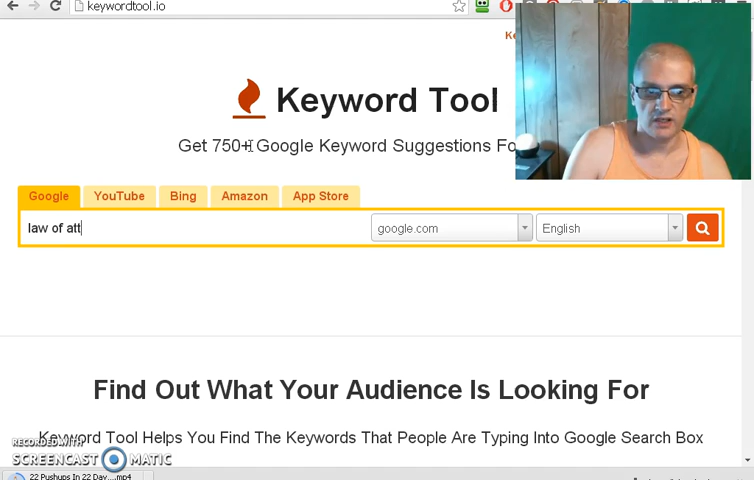 keywordtool.io
Ke
Keyword Tool
Get 750+ Google Keyword Suggestions Fo
Google YouTube Bing Amazon App Store
law of att google.com English
Find Out What Your Audience Is Looking For
Keyword Tool Helps You Find The Keywords That People Are Typing Into Google Search Box
RECORDED WITH
SCREENCAST MATIC
22 Pushups In 22 Day....mp4